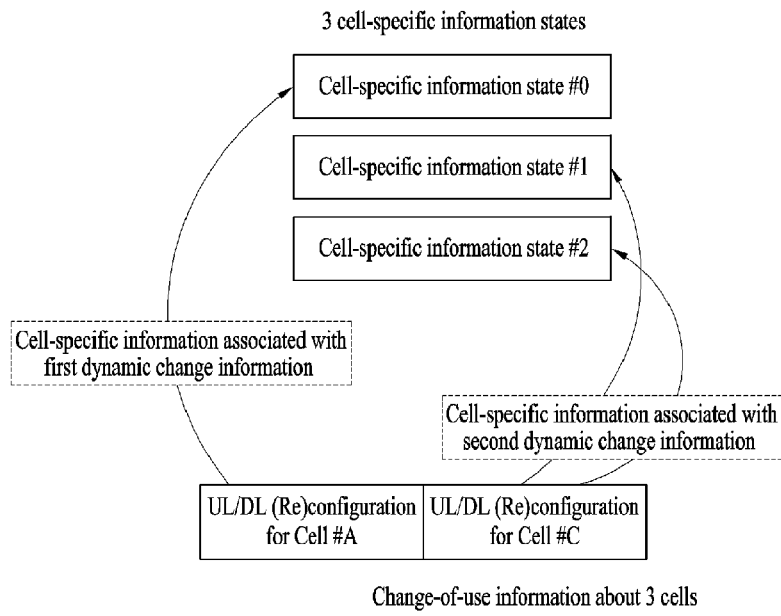 3 cell-specific information states
Cell-specific information state #0
Cell-specific information state #1
Cell-specific information state #2
Cell-specific information associated with
first dynamic change information
Cell-specific information associated with
second dynamic change information
UL/DL (Re)configuration
for Cell #A
UL/DL (Re)configuration
for Cell #C
Change-of-use information about 3 cells